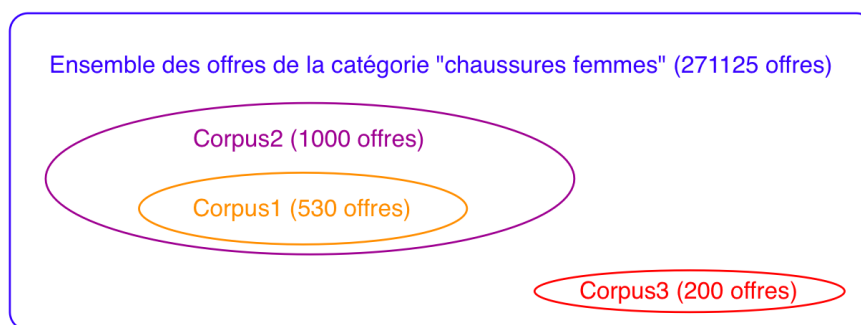 Ensemble des offres de la catégorie "chaussures femmes" (271125 offres)
Corpus2 (1000 offres)
Corpus1 (530 offres)
Corpus3 (200 offres)